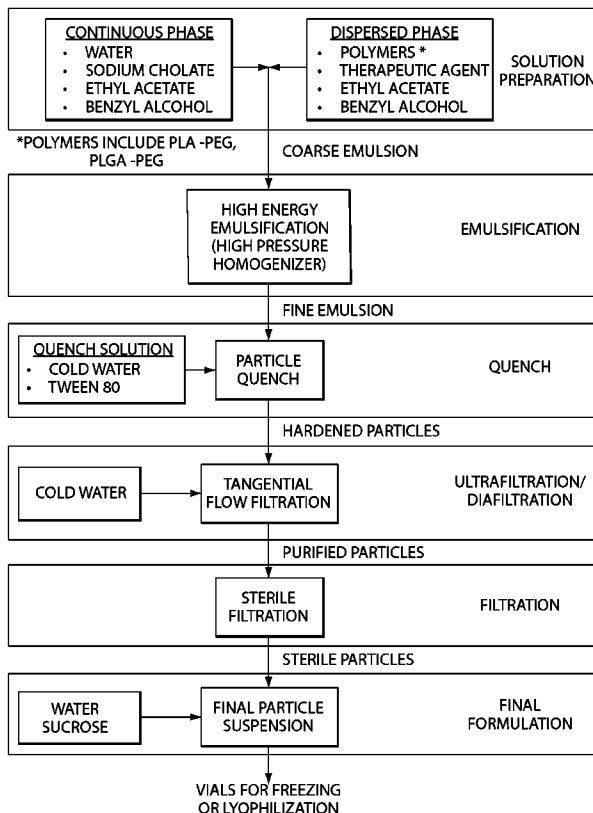 CONTINUOUS PHASE
• WATER
• SODIUM CHOLATE
• ETHYL ACETATE
• BENZYL ALCOHOL
DISPERSED PHASE
• POLYMERS *
• THERAPEUTIC AGENT
• ETHYL ACETATE
• BENZYL ALCOHOL
SOLUTION
PREPARATION
*POLYMERS INCLUDE PLA -PEG,
PLGA -PEG
COARSE EMULSION
HIGH ENERGY
EMULSIFICATION
(HIGH PRESSURE
HOMOGENIZER)
EMULSIFICATION
FINE EMULSION
QUENCH SOLUTION
• COLD WATER
• TWEEN 80
PARTICLE
QUENCH
QUENCH
HARDENED PARTICLES
COLD WATER
TANGENTIAL
FLOW FILTRATION
ULTRAFILTRATION/
DIAFILTRATION
PURIFIED PARTICLES
STERILE
FILTRATION
FILTRATION
STERILE PARTICLES
WATER
SUCROSE
FINAL PARTICLE
SUSPENSION
FINAL
FORMULATION
VIALS FOR FREEZING
OR LYOPHILIZATION